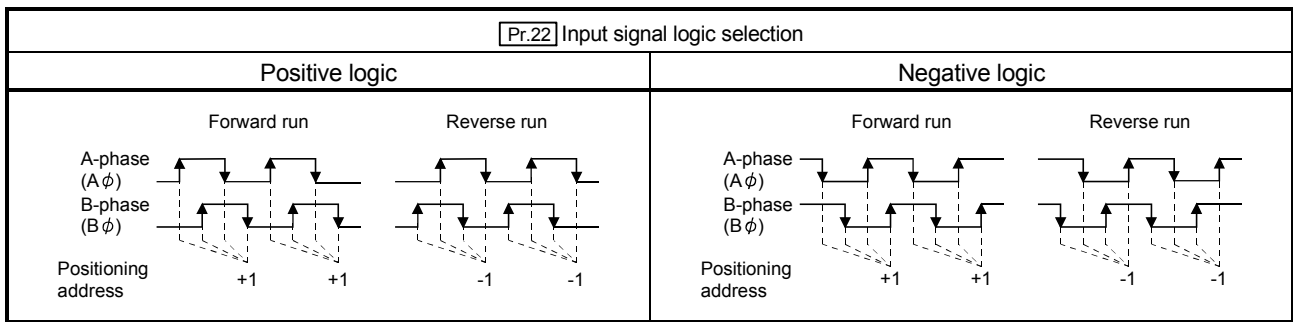 Pr.22 Input signal logic selection
Positive logic
Negative logic
Forward run
Reverse run
A-phase
(Aϕ)
B-phase
(Bϕ)
Positioning
address
+1
+1
-1
-1
Forward run
Reverse run
A-phase
(Aϕ)
B-phase
(Bϕ)
Positioning
address
+1
+1
-1
-1